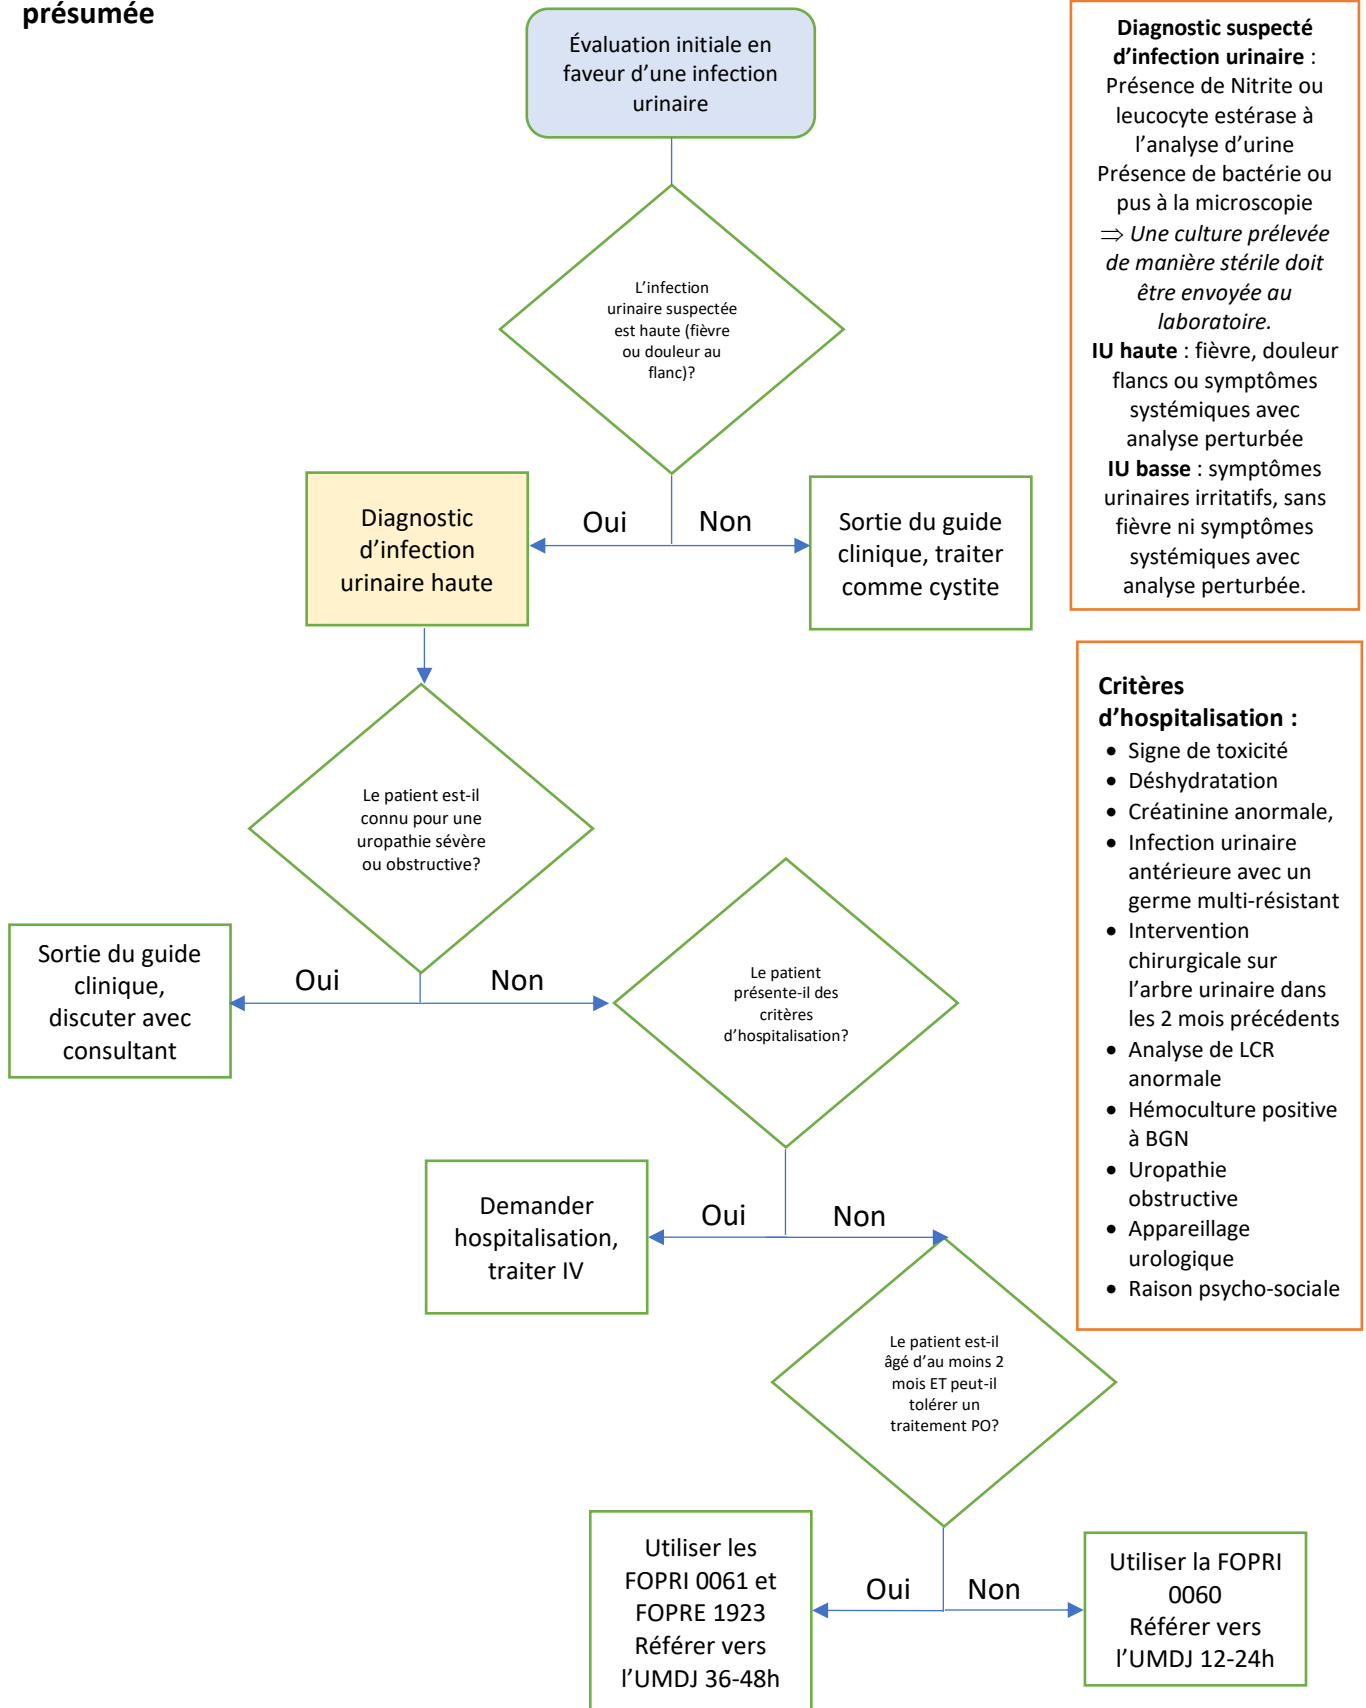 présumée
Évaluation initiale en
faveur d'une infection
urinaire
L'infection
urinaire suspectée
est haute (fièvre
ou douleur au
flanc)?
Oui
Non
Diagnostic
d'infection
urinaire haute
Sortie du guide
clinique, traiter
comme cystite
Le patient est-il
connu pour une
uropathie sévère
ou obstructive?
Oui
Non
Sortie du guide
clinique,
discuter avec
consultant
Le patient
présente-il des
critères
d'hospitalisation?
Oui
Non
Demander
hospitalisation,
traiter IV
Le patient est-il
âgé d'au moins 2
mois ET peut-il
tolérer un
traitement PO?
Oui
Non
Utiliser les
FOPRI 0061 et
FOPRE 1923
Référer vers
l'UMDJ 36-48h
Utiliser la FOPRI
0060
Référer vers
l'UMDJ 12-24h
Diagnostic suspecté
d'infection urinaire :
Présence de Nitrite ou
leucocyte estérase à
l'analyse d'urine
Présence de bactérie ou
pus à la microscopie
⇒ Une culture prélevée
de manière stérile doit
être envoyée au
laboratoire.
IU haute : fièvre, douleur
flancs ou symptômes
systémiques avec
analyse perturbée
IU basse : symptômes
urinaires irritatifs, sans
fièvre ni symptômes
systémiques avec
analyse perturbée.
Critères
d'hospitalisation :
• Signe de toxicité
• Déshydratation
• Créatinine anormale,
• Infection urinaire
antérieure avec un
germe multi-résistant
• Intervention
chirurgicale sur
l'arbre urinaire dans
les 2 mois précédents
• Analyse de LCR
anormale
• Hémoculture positive
à BGN
• Uropathie
obstructive
• Appareillage
urologique
• Raison psycho-sociale